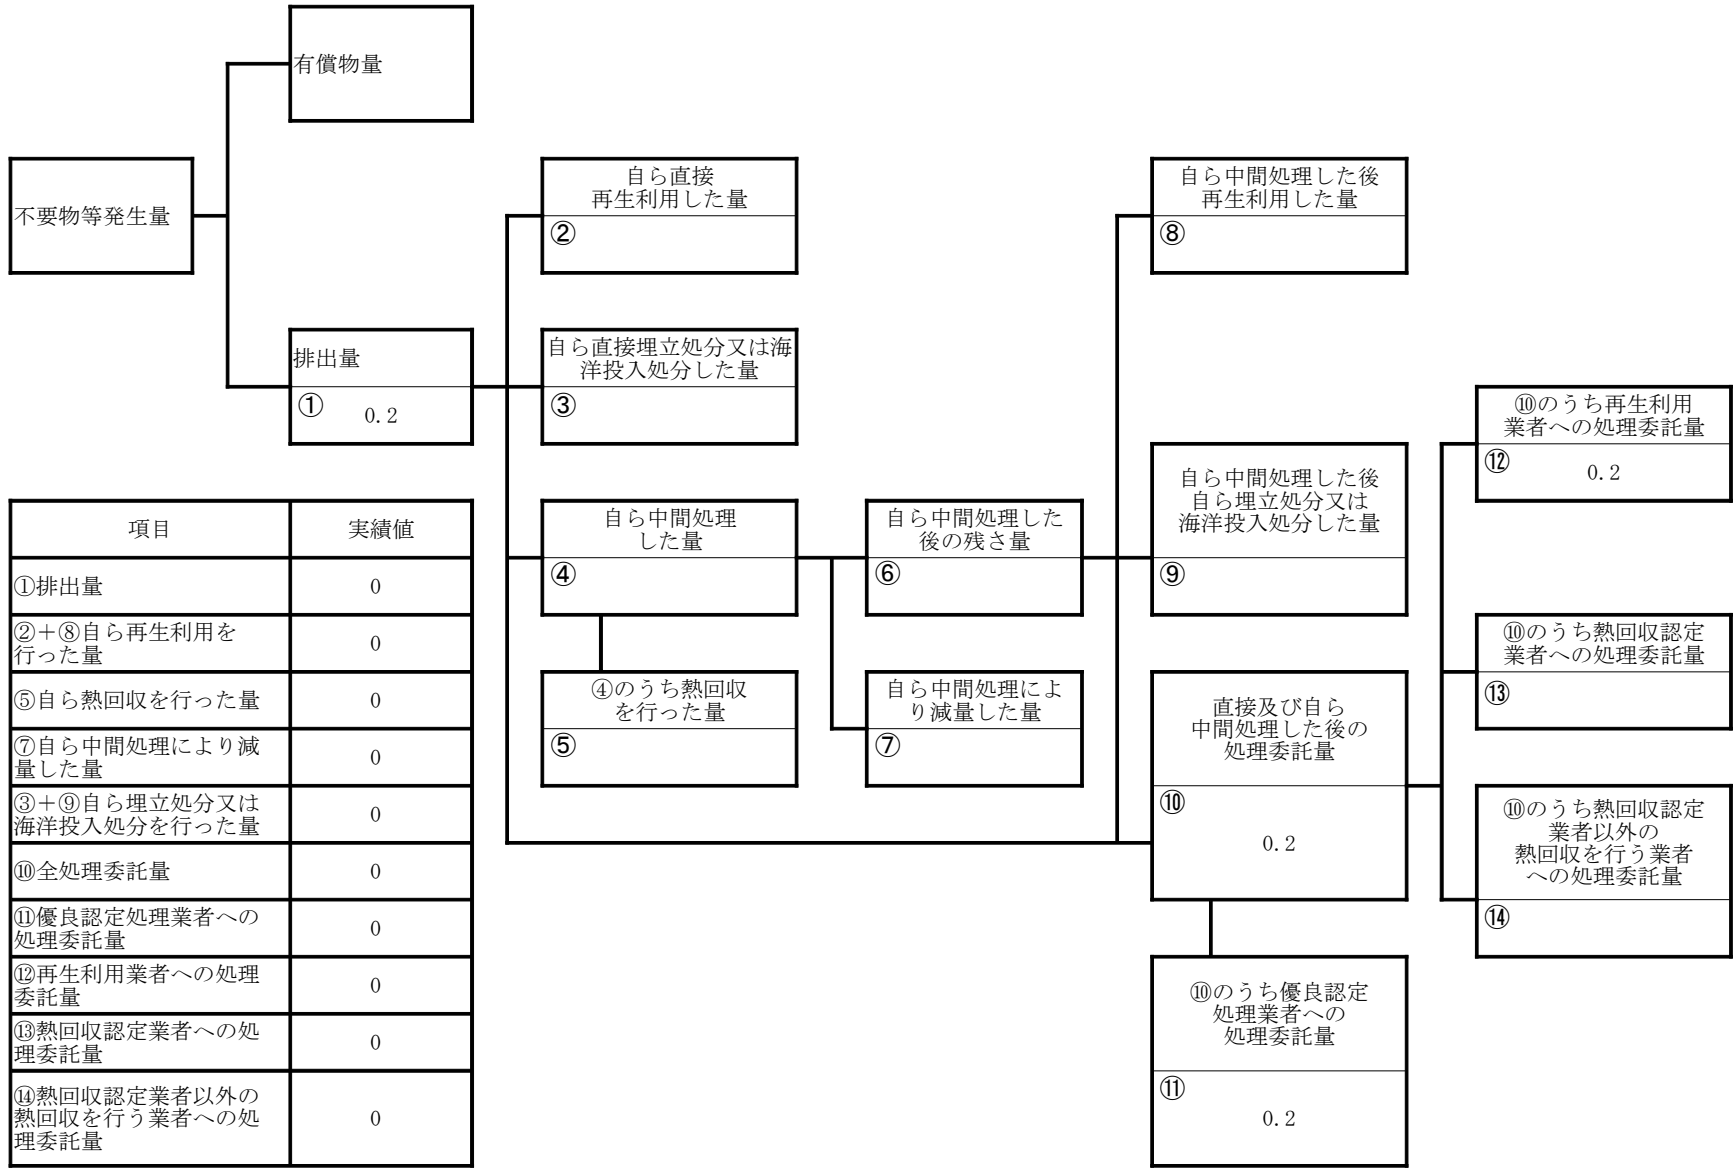 有償物量
不要物等発生量
自ら直接
再生利用した量
②
自ら中間処理した後
再生利用した量
⑧
排出量
① 0.2
自ら直接埋立処分又は海
洋投入処分した量
③
⑩のうち再生利用
業者への処理委託量
⑫ 0.2
自ら中間処理した後
自ら埋立処分又は
海洋投入処分した量
⑨
自ら中間処理
した量
④
自ら中間処理した
後の残さ量
⑥
⑩のうち熱回収認定
業者への処理委託量
⑬
④のうち熱回収
を行った量
⑤
自ら中間処理によ
り減量した量
⑦
直接及び自ら
中間処理した後の
処理委託量
⑩
0.2
⑩のうち熱回収認定
業者以外の
熱回収を行う業者
への処理委託量
⑭
⑩のうち優良認定
処理業者への
処理委託量
⑪
0.2
項目 実績値
①排出量 0
②+⑧自ら再生利用を
行った量 0
⑤自ら熱回収を行った量 0
⑦自ら中間処理により減
量した量 0
③+⑨自ら埋立処分又は
海洋投入処分を行った量 0
⑩全処理委託量 0
⑪優良認定処理業者への
処理委託量 0
⑫再生利用業者への処理
委託量 0
⑬熱回収認定業者への処
理委託量 0
⑭熱回収認定業者以外の
熱回収を行う業者への処
理委託量 0